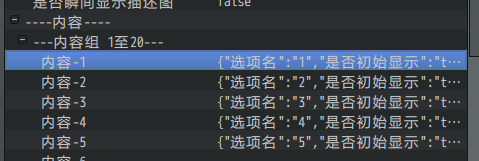 是否瞬间显示描述图 false
----内容----
---内容组 1至20---
内容-1 {"选项名":"1","是否初始显示":"t…
内容-2 {"选项名":"2","是否初始显示":"t…
内容-3 {"选项名":"3","是否初始显示":"t…
内容-4 {"选项名":"4","是否初始显示":"t…
内容-5 {"选项名":"5","是否初始显示":"t…